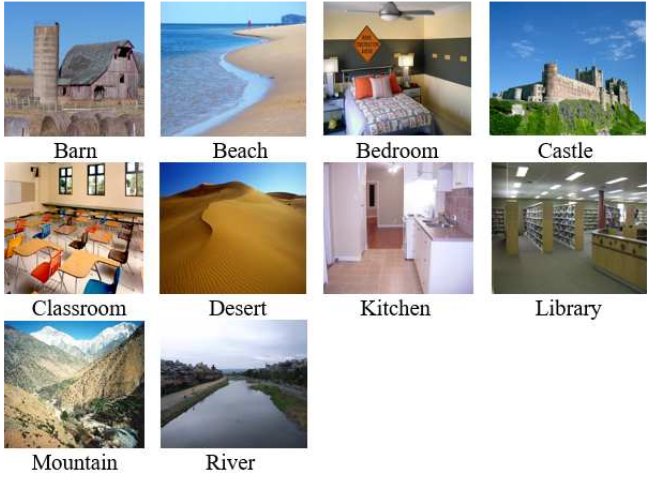 Barn
Beach
Bedroom
Castle
Classroom
Desert
Kitchen
Library
Mountain
River